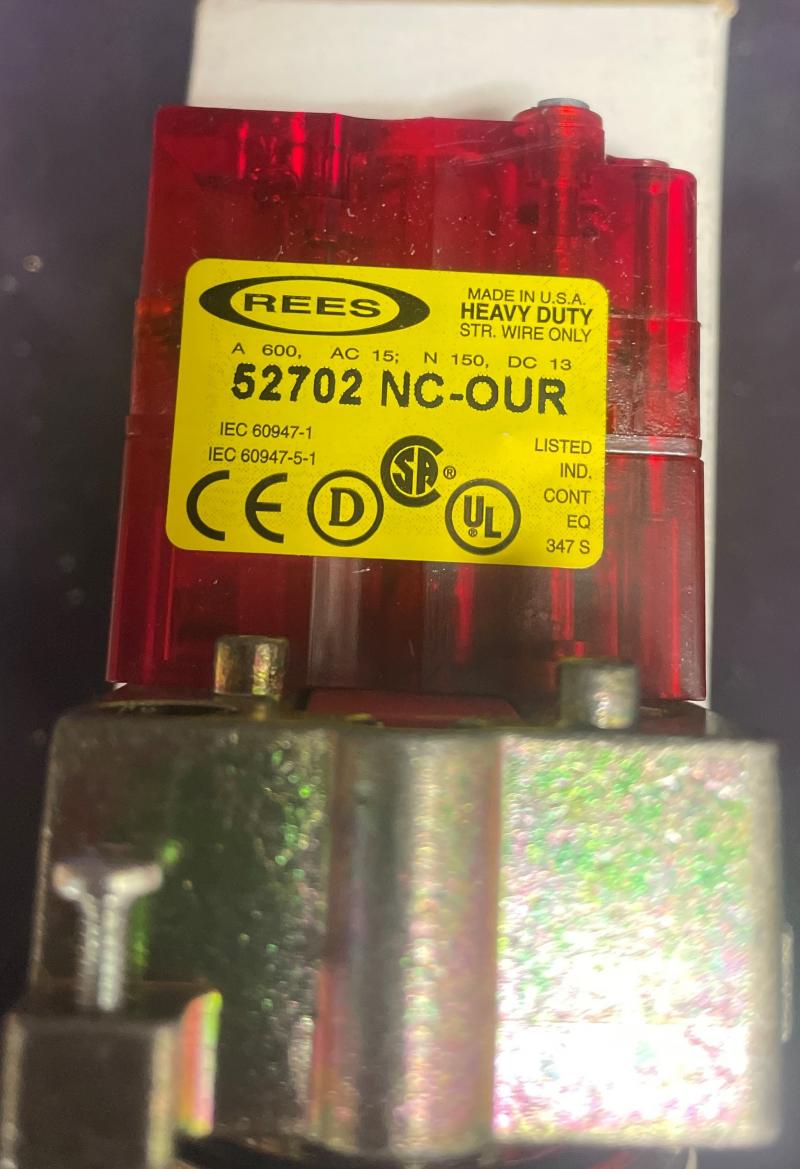 REES
MADE IN U.S.A.
HEAVY DUTY
STR. WIRE ONLY
A 600, AC 15; N 150, DC 13
52702 NC-OUR
IEC 60947-1
IEC 60947-5-1
CE D SA ® UL ®
LISTED
IND.
CONT
EQ
347 S